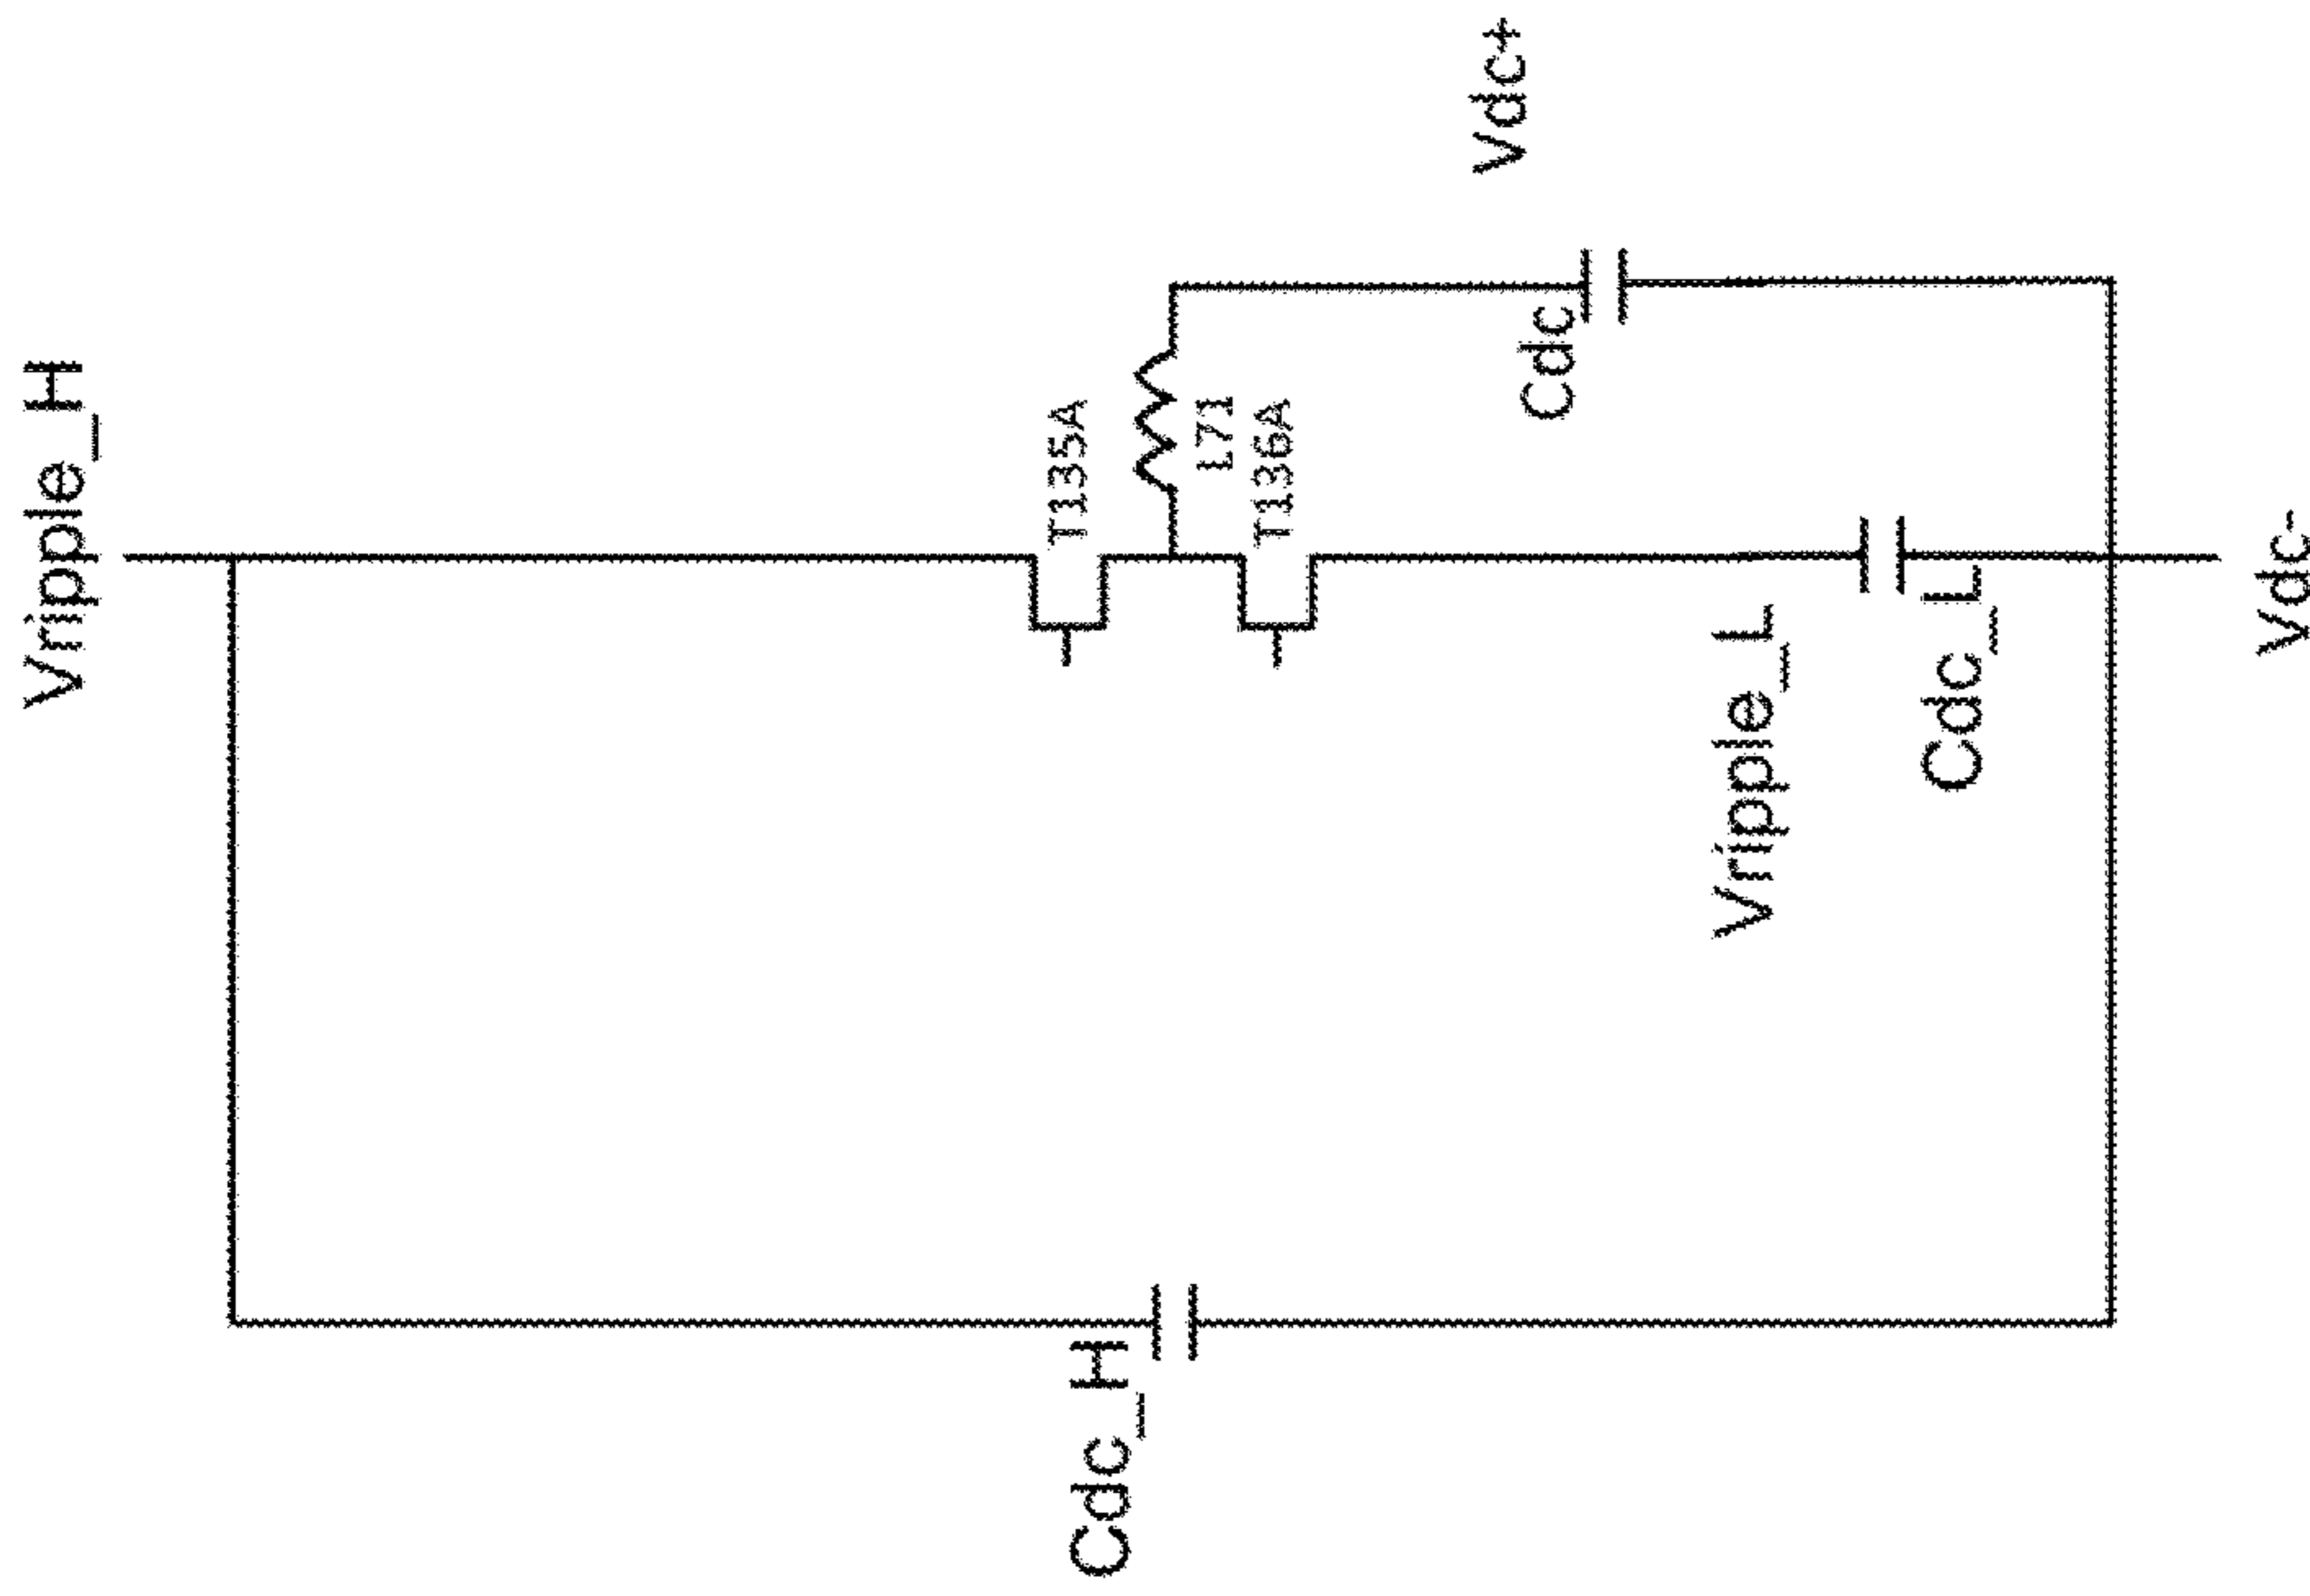 Vripple_H
Cdc_H
T135A
L71
T136A
Vdc+
Cdc
Vripple_L
Cdc_L
Vdc-